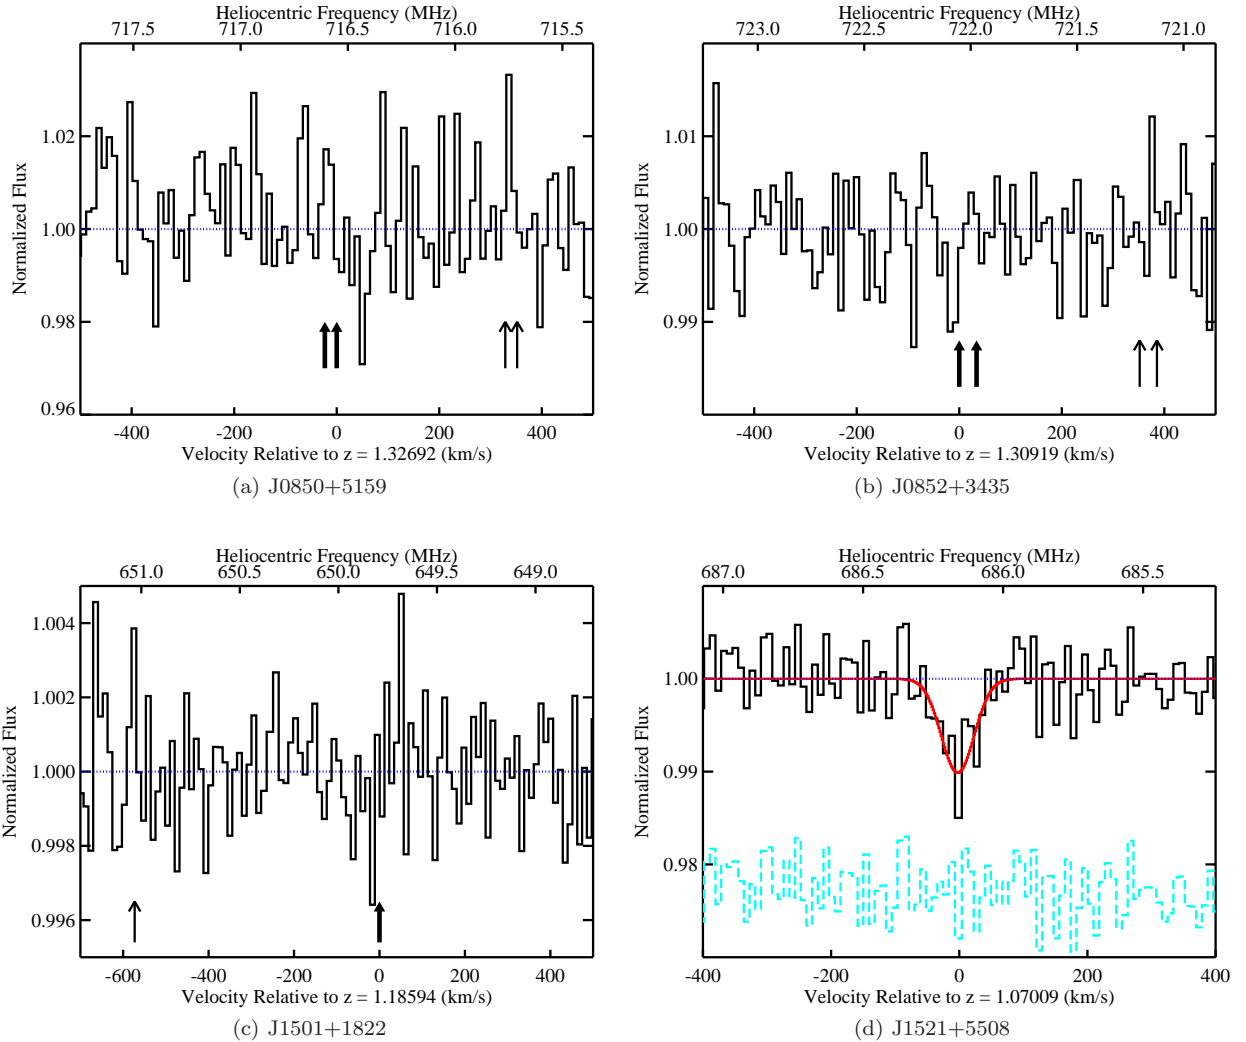 Heliocentric Frequency (MHz)
717.5 717.0 716.5 716.0 715.5
Normalized Flux
1.02
1.00
0.98
0.96
-400 -200 0 200 400
Velocity Relative to z = 1.32692 (km/s)
(a) J0850+5159
Heliocentric Frequency (MHz)
723.0 722.5 722.0 721.5 721.0
Normalized Flux
1.01
1.00
0.99
-400 -200 0 200 400
Velocity Relative to z = 1.30919 (km/s)
(b) J0852+3435
Heliocentric Frequency (MHz)
651.0 650.5 650.0 649.5 649.0
Normalized Flux
1.004
1.002
1.000
0.998
0.996
-600 -400 -200 0 200 400
Velocity Relative to z = 1.18594 (km/s)
(c) J1501+1822
Heliocentric Frequency (MHz)
687.0 686.5 686.0 685.5
Normalized Flux
1.00
0.99
0.98
-400 -200 0 200 400
Velocity Relative to z = 1.07009 (km/s)
(d) J1521+5508